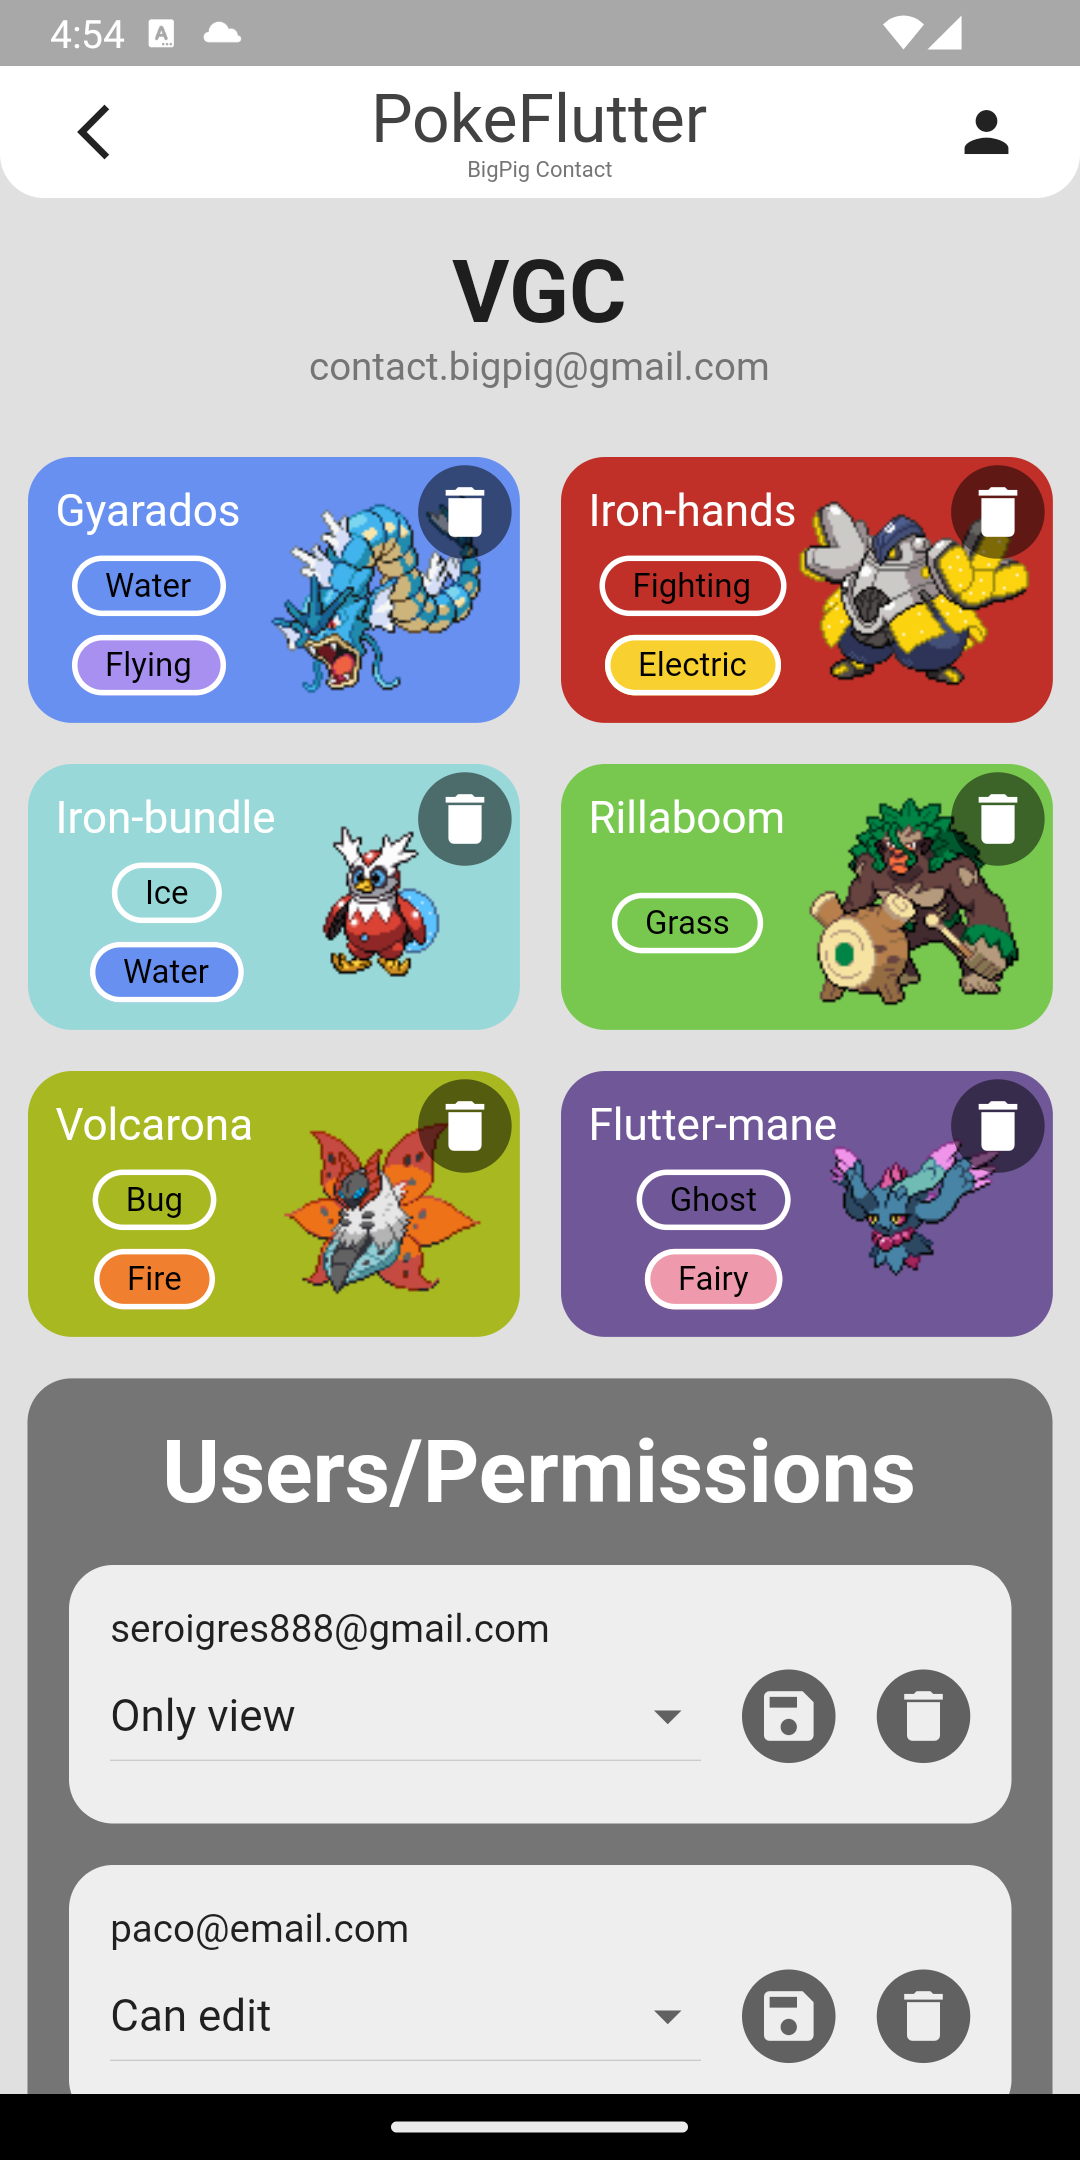 4:54
PokeFlutter
BigPig Contact
VGC
contact.bigpig@gmail.com
Gyarados
Water
Flying
Iron-hands
Fighting
Electric
Iron-bundle
Ice
Water
Rillaboom
Grass
Volcarona
Bug
Fire
Flutter-mane
Ghost
Fairy
Users/Permissions
seroigres888@gmail.com
Only view
paco@email.com
Can edit